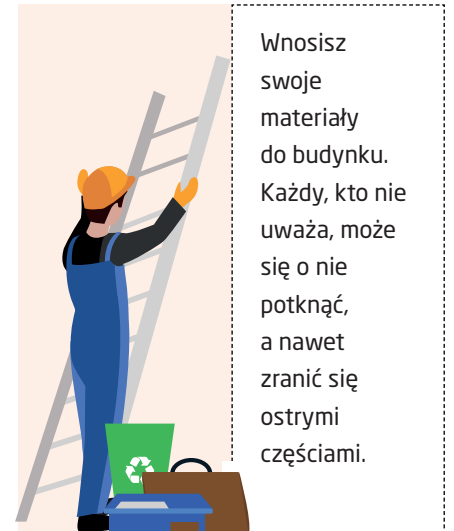 Wnosisz
swoje
materiały
do budynku.
Każdy, kto nie
uważa, może
się o nie
potknąć,
a nawet
zranić się
ostrymi
częściami.